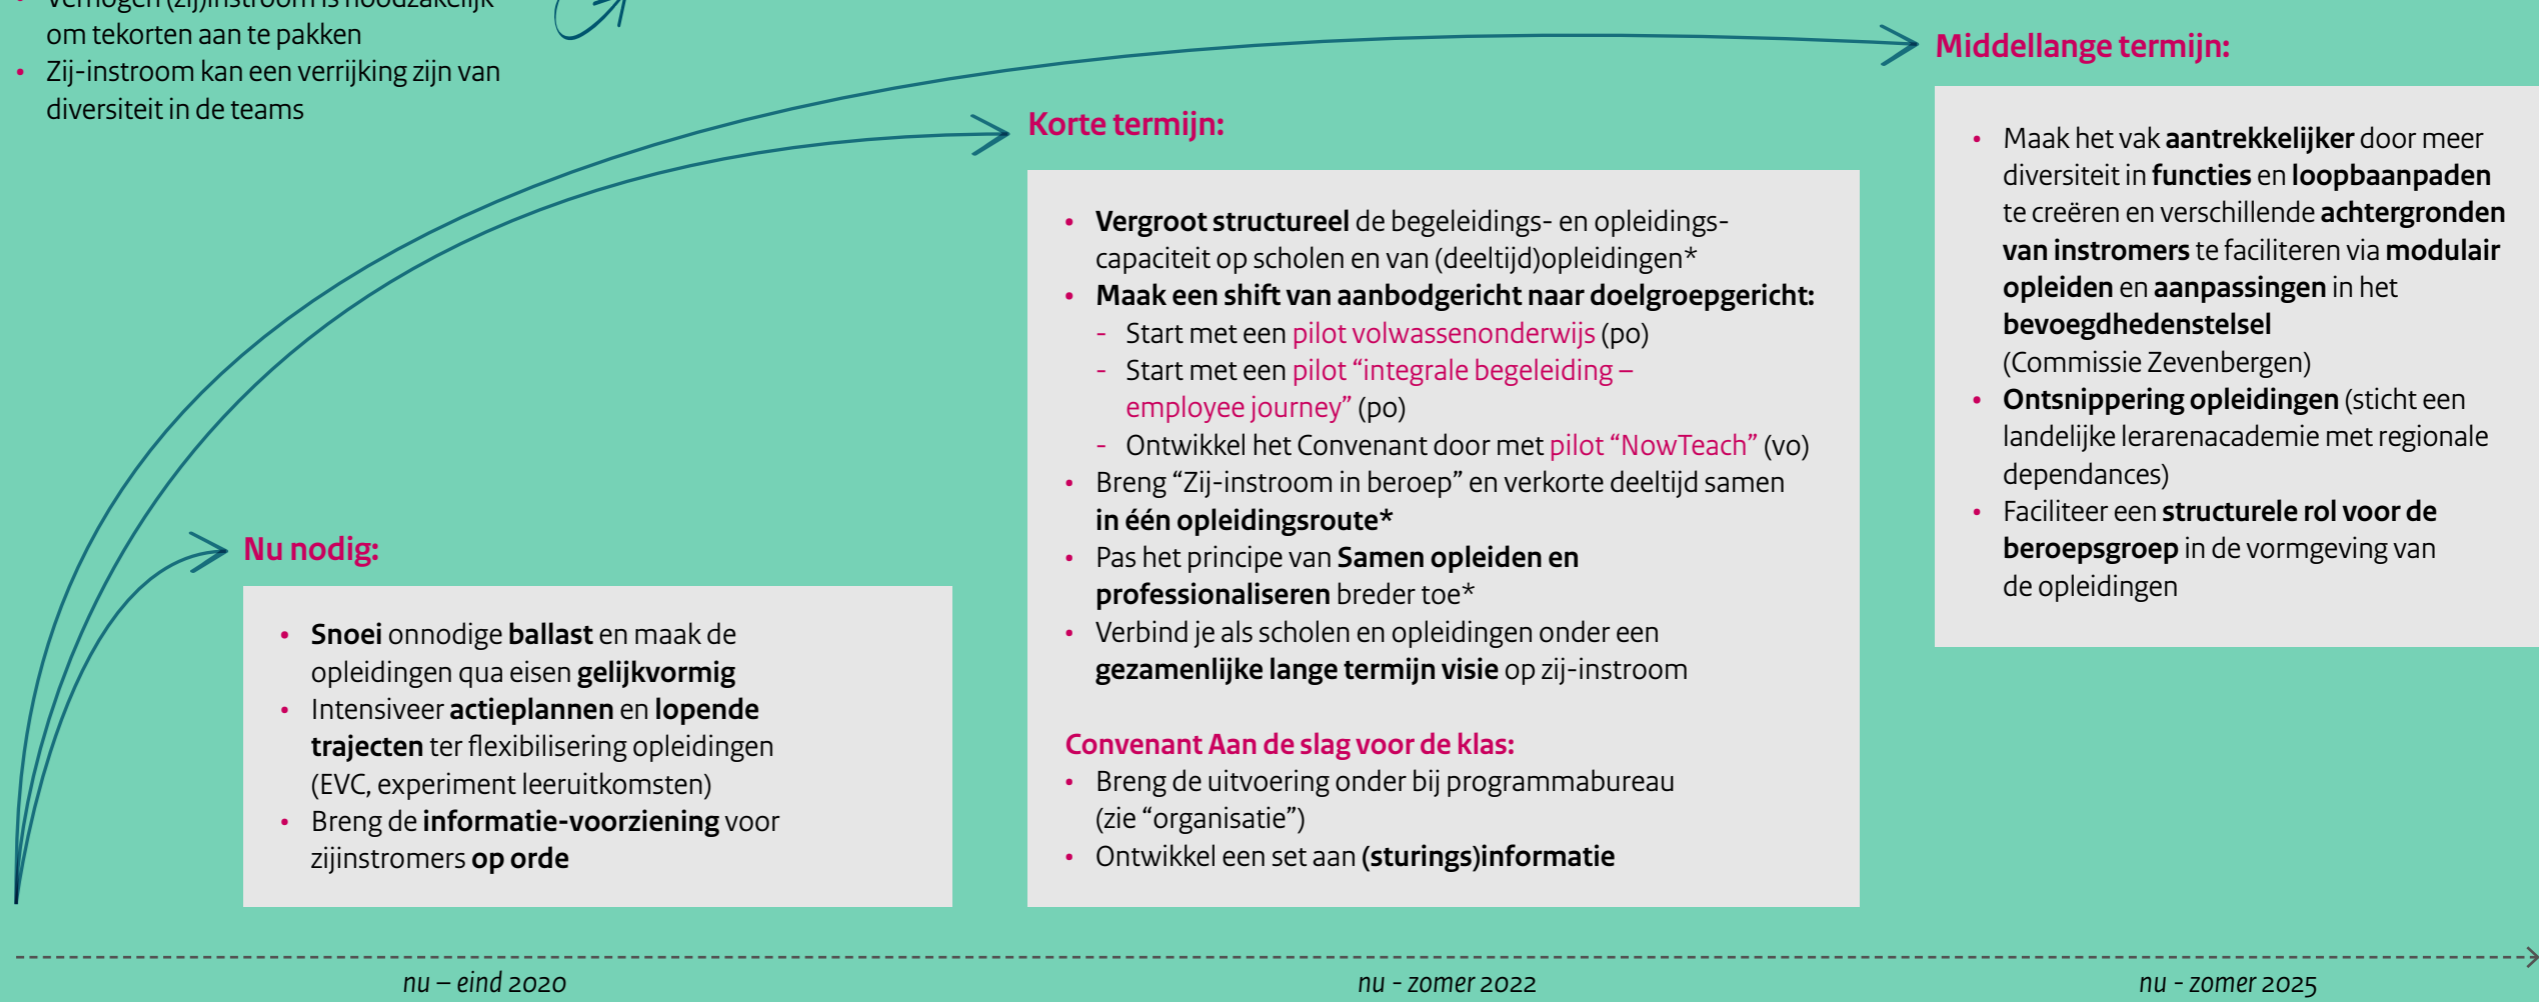 (zij)instroom is noodzakelijk
om tekorten aan te pakken
• Zij-instroom kan een verrijking zijn van
diversiteit in de teams
Nu nodig:
• Snoei onnodige ballast en maak de
opleidingen qua eisen gelijkvormig
• Intensiveer actieplannen en lopende
trajecten ter flexibilisering opleidingen
(EVC, experiment leeruitkomsten)
• Breng de informatie-voorziening voor
zijinstromers op orde
Korte termijn:
• Vergroot structureel de begeleidings- en opleidings-
capaciteit op scholen en van (deeltijd)opleidingen*
• Maak een shift van aanbodgericht naar doelgroepgericht:
- Start met een pilot volwassenonderwijs (po)
- Start met een pilot “integrale begeleiding –
employee journey” (po)
- Ontwikkel het Convenant door met pilot “NowTeach” (vo)
• Breng “Zij-instroom in beroep” en verkorte deeltijd samen
in één opleidingsroute*
• Pas het principe van Samen opleiden en
professionaliseren breder toe*
• Verbind je als scholen en opleidingen onder een
gezamenlijke lange termijn visie op zij-instroom
Convenant Aan de slag voor de klas:
• Breng de uitvoering onder bij programmabureau
(zie “organisatie”)
• Ontwikkel een set aan (sturings)informatie
Middellange termijn:
• Maak het vak aantrekkelijker door meer
diversiteit in functies en loopbaanpaden
te creëren en verschillende achtergronden
van instromers te faciliteren via modulair
opleiden en aanpassingen in het
bevoegdhedenstelsel
(Commissie Zevenbergen)
• Ontsnippering opleidingen (sticht een
landelijke lerarenacademie met regionale
dependances)
• Faciliteer een structurele rol voor de
beroepsgroep in de vormgeving van
de opleidingen
nu – eind 2020
nu - zomer 2022
nu - zomer 2025